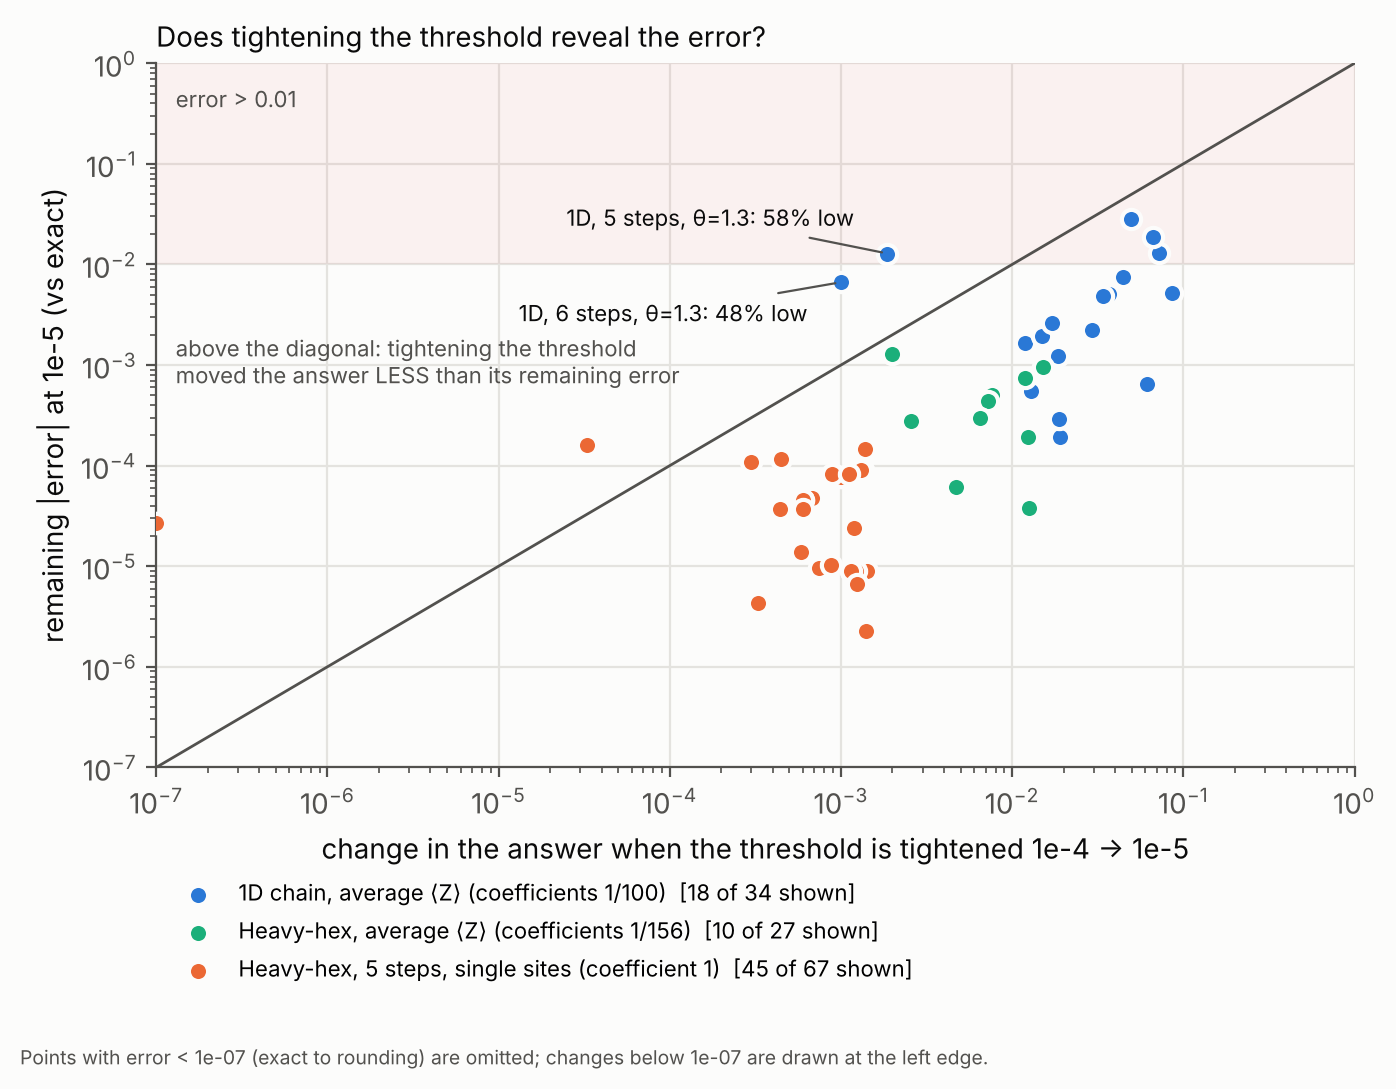 Does tightening the threshold reveal the error?
10⁰
error > 0.01
10⁻¹
1D, 5 steps, θ=1.3: 58% low
10⁻²
1D, 6 steps, θ=1.3: 48% low
above the diagonal: tightening the threshold
10⁻³
moved the answer LESS than its remaining error
10⁻⁴
10⁻⁵
10⁻⁶
10⁻⁷
remaining |error| at 1e-5 (vs exact)
10⁻⁷ 10⁻⁶ 10⁻⁵ 10⁻⁴ 10⁻³ 10⁻² 10⁻¹ 10⁰
change in the answer when the threshold is tightened 1e-4 → 1e-5
1D chain, average ⟨Z⟩ (coefficients 1/100) [18 of 34 shown]
Heavy-hex, average ⟨Z⟩ (coefficients 1/156) [10 of 27 shown]
Heavy-hex, 5 steps, single sites (coefficient 1) [45 of 67 shown]
Points with error < 1e-07 (exact to rounding) are omitted; changes below 1e-07 are drawn at the left edge.